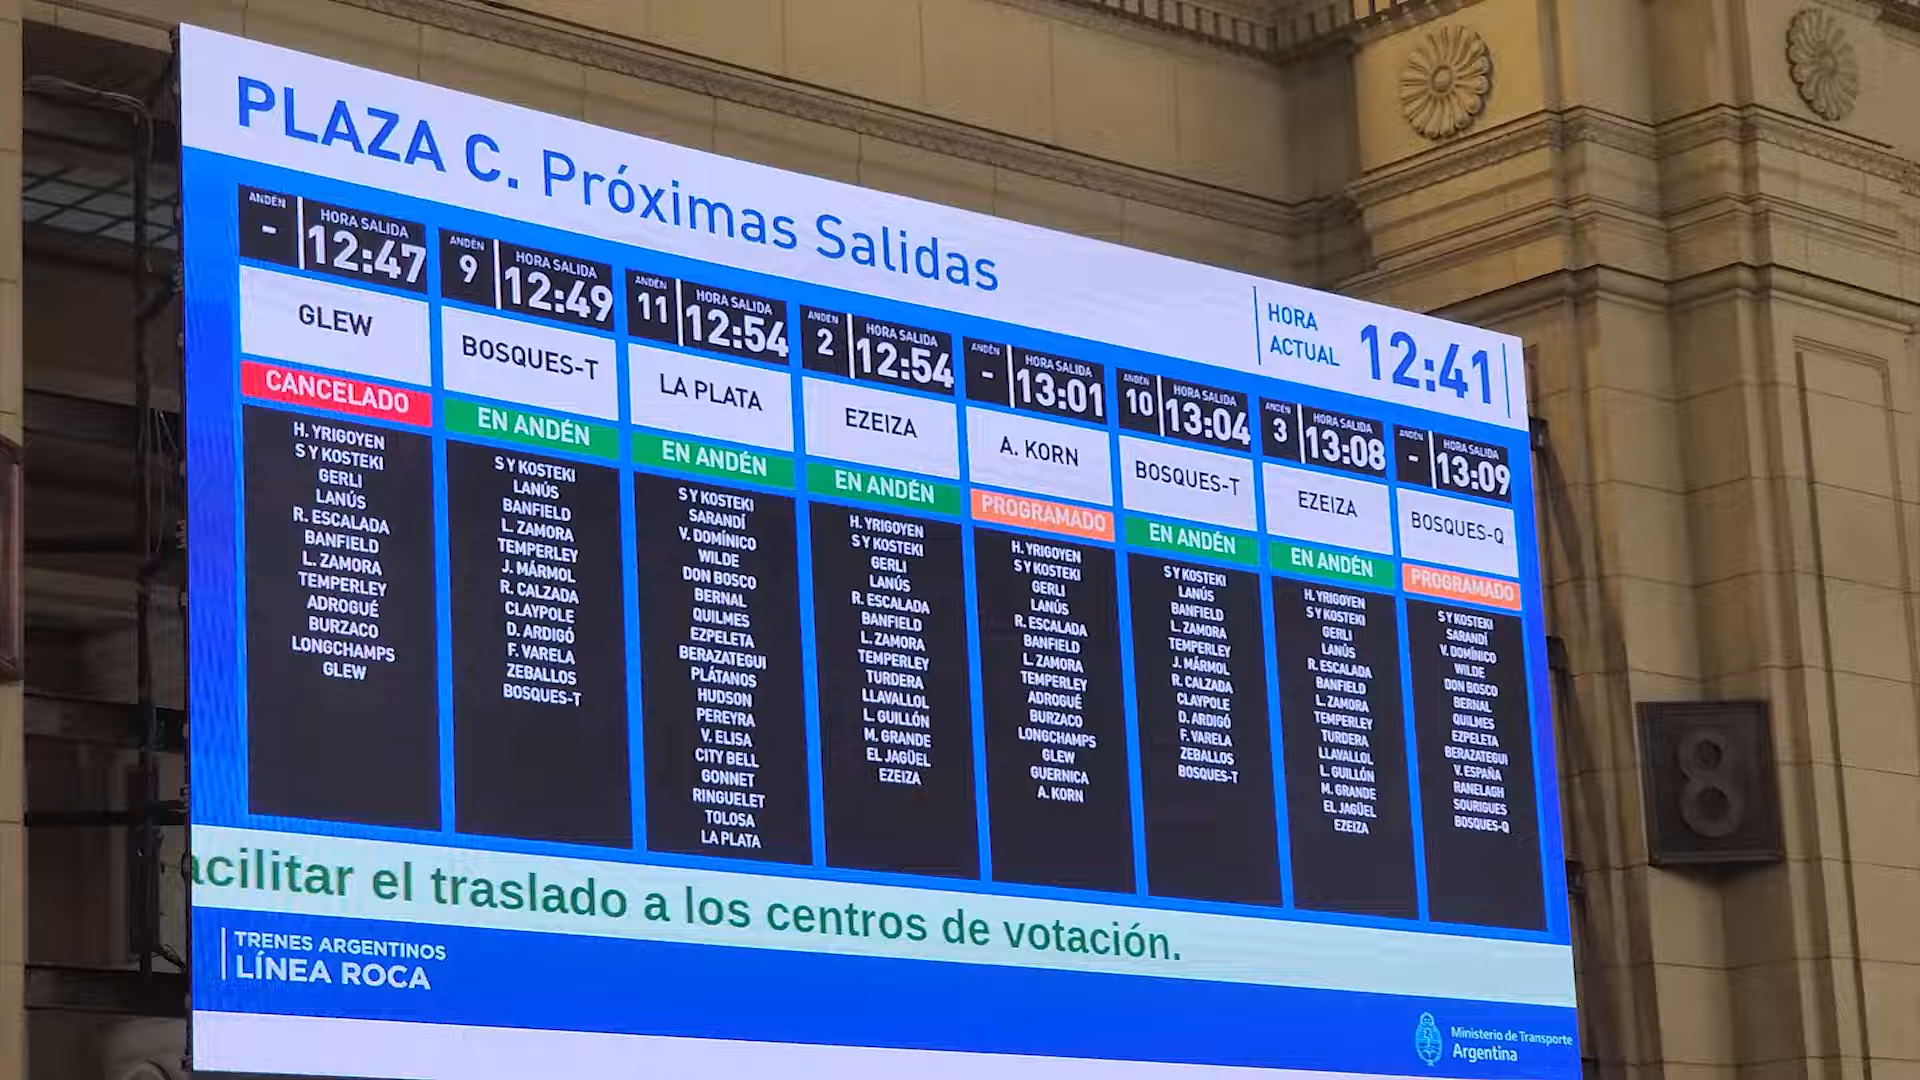 PLAZA C. Próximas Salidas
HORA
ACTUAL
12:41
ANDÉN
-
HORA SALIDA
12:47
GLEW
CANCELADO
H. YRIGOYEN
S Y KOSTEKI
GERLI
LANÚS
R. ESCALADA
BANFIELD
L. ZAMORA
TEMPERLEY
ADROGUÉ
BURZACO
LONGCHAMPS
GLEW
ANDÉN
9
HORA SALIDA
12:49
BOSQUES-T
EN ANDÉN
S Y KOSTEKI
LANÚS
BANFIELD
L. ZAMORA
TEMPERLEY
J. MÁRMOL
R. CALZADA
CLAYPOLE
D. ARDIGÓ
F. VARELA
ZEBALLOS
BOSQUES-T
ANDÉN
11
HORA SALIDA
12:54
LA PLATA
EN ANDÉN
S Y KOSTEKI
SARANDÍ
V. DOMÍNICO
WILDE
DON BOSCO
BERNAL
QUILMES
EZPELETA
BERAZATEGUI
PLÁTANOS
HUDSON
PEREYRA
V. ELISA
CITY BELL
GONNET
RINGUELET
TOLOSA
LA PLATA
ANDÉN
2
HORA SALIDA
12:54
EZEIZA
EN ANDÉN
H. YRIGOYEN
S Y KOSTEKI
GERLI
LANÚS
R. ESCALADA
BANFIELD
L. ZAMORA
TEMPERLEY
TURDERA
LLAVALLOL
L. GUILLÓN
M. GRANDE
EL JAGÜEL
EZEIZA
ANDÉN
-
HORA SALIDA
13:01
A. KORN
PROGRAMADO
H. YRIGOYEN
S Y KOSTEKI
GERLI
LANÚS
R. ESCALADA
BANFIELD
L. ZAMORA
TEMPERLEY
ADROGUÉ
BURZACO
LONGCHAMPS
GLEW
GUERNICA
A. KORN
ANDÉN
10
HORA SALIDA
13:04
BOSQUES-T
EN ANDÉN
S Y KOSTEKI
LANÚS
BANFIELD
L. ZAMORA
TEMPERLEY
J. MÁRMOL
R. CALZADA
CLAYPOLE
D. ARDIGÓ
F. VARELA
ZEBALLOS
BOSQUES-T
ANDÉN
3
HORA SALIDA
13:08
EZEIZA
EN ANDÉN
H. YRIGOYEN
S Y KOSTEKI
GERLI
LANÚS
R. ESCALADA
BANFIELD
L. ZAMORA
TEMPERLEY
TURDERA
LLAVALLOL
L. GUILLÓN
M. GRANDE
EL JAGÜEL
EZEIZA
ANDÉN
-
HORA SALIDA
13:09
BOSQUES-Q
PROGRAMADO
S Y KOSTEKI
SARANDÍ
V. DOMÍNICO
WILDE
DON BOSCO
BERNAL
QUILMES
EZPELETA
BERAZATEGUI
V. ESPAÑA
RANELAGH
SOURIGUES
BOSQUES-Q
acilitar el traslado a los centros de votación.
TRENES ARGENTINOS
LÍNEA ROCA
Ministerio de Transporte
Argentina
8